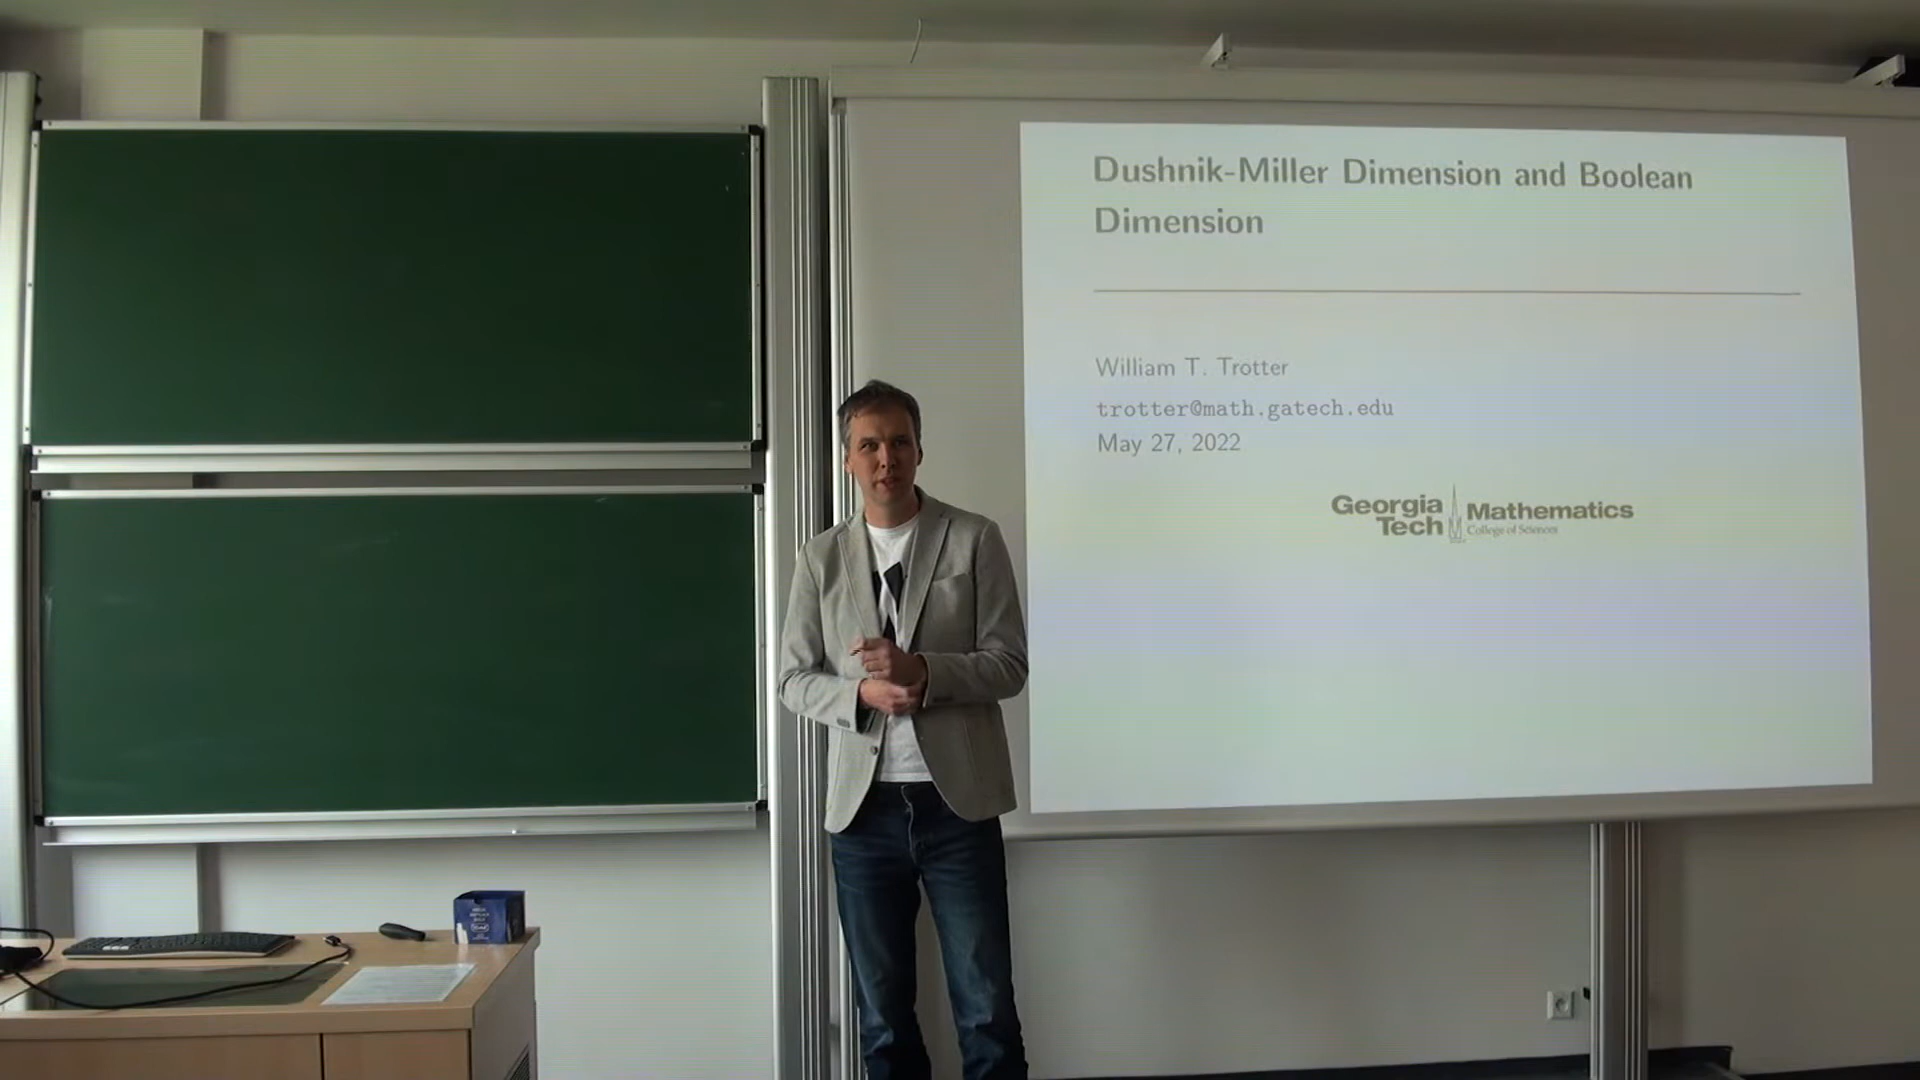 Dushnik-Miller Dimension and Boolean
Dimension
William T. Trotter
trotter@math.gatech.edu
May 27, 2022
Georgia
Tech
Mathematics
College of Sciences